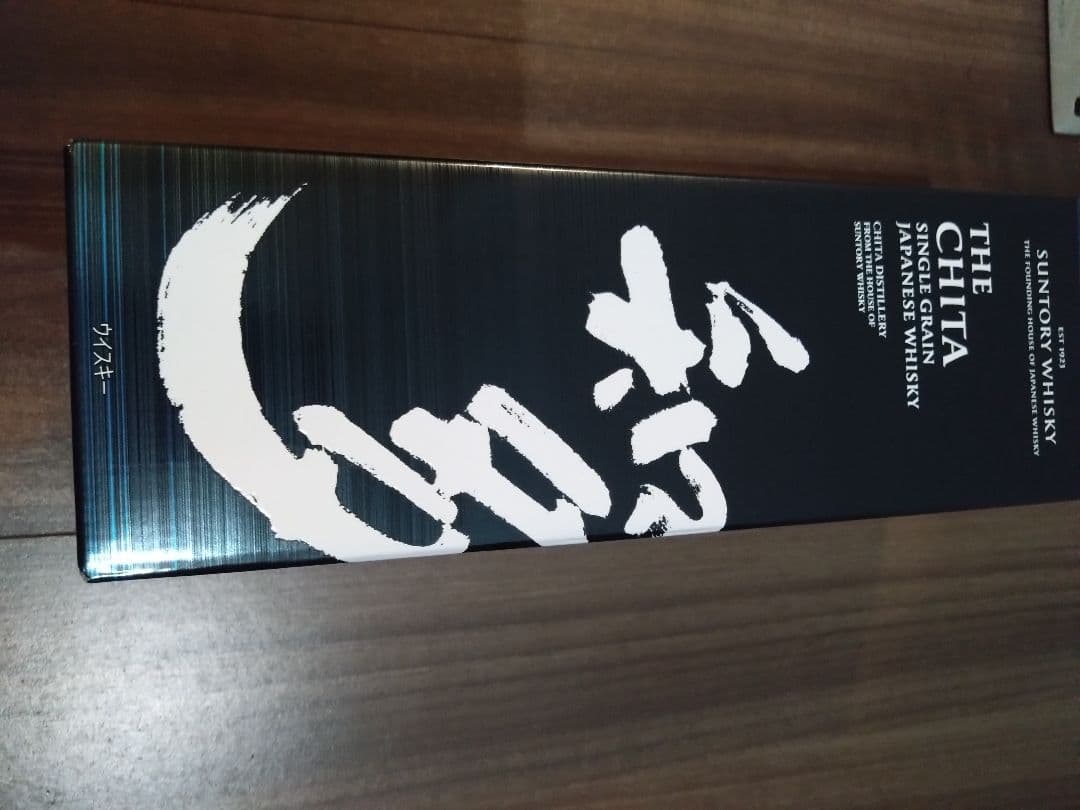 EST 1923
SUNTORY WHISKY
THE FOUNDING HOUSE OF JAPANESE WHISKY
THE
CHITA
SINGLE GRAIN
JAPANESE WHISKY
CHITA DISTILLERY
FROM THE HOUSE OF
SUNTORY WHISKY
知多
ウイスキー